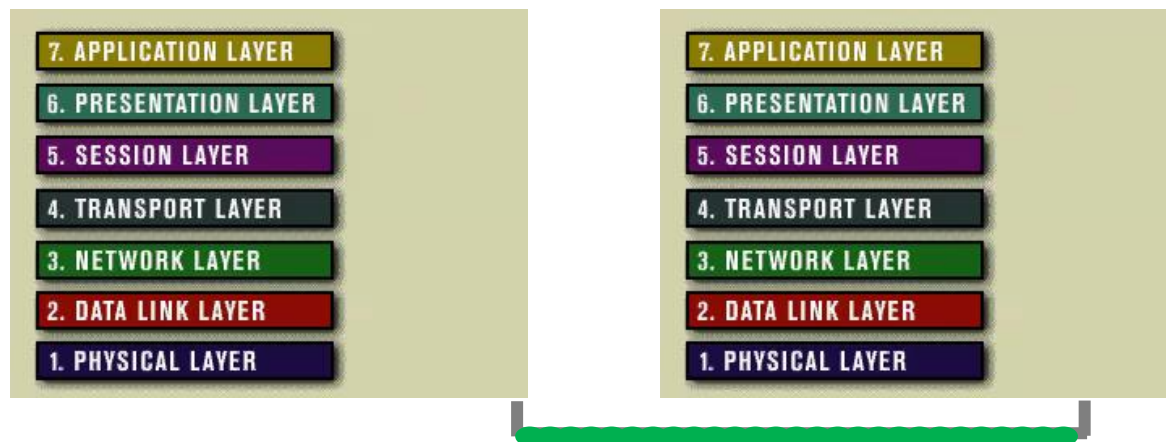 7. APPLICATION LAYER
6. PRESENTATION LAYER
5. SESSION LAYER
4. TRANSPORT LAYER
3. NETWORK LAYER
2. DATA LINK LAYER
1. PHYSICAL LAYER
7. APPLICATION LAYER
6. PRESENTATION LAYER
5. SESSION LAYER
4. TRANSPORT LAYER
3. NETWORK LAYER
2. DATA LINK LAYER
1. PHYSICAL LAYER